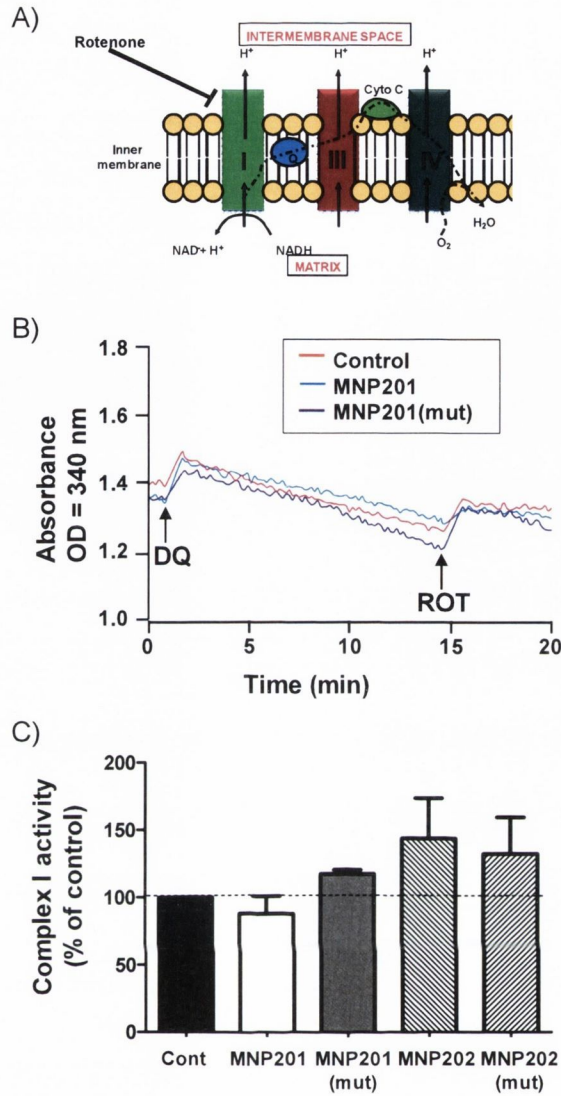 A)
Rotenone
INTERMEMBRANE SPACE
H+ H+ H+
Cyto C
Inner
membrane
I Q III IV
NAD+ H+ NADH
O2
H2O
MATRIX
B)
Control
MNP201
MNP201(mut)
Absorbance
OD = 340 nm
1.8
1.6
1.4
1.2
1.0
DQ
ROT
0 5 10 15 20
Time (min)
C)
Complex I activity
(% of control)
200
150
100
50
0
Cont MNP201 MNP201 MNP202 MNP202
(mut) (mut)